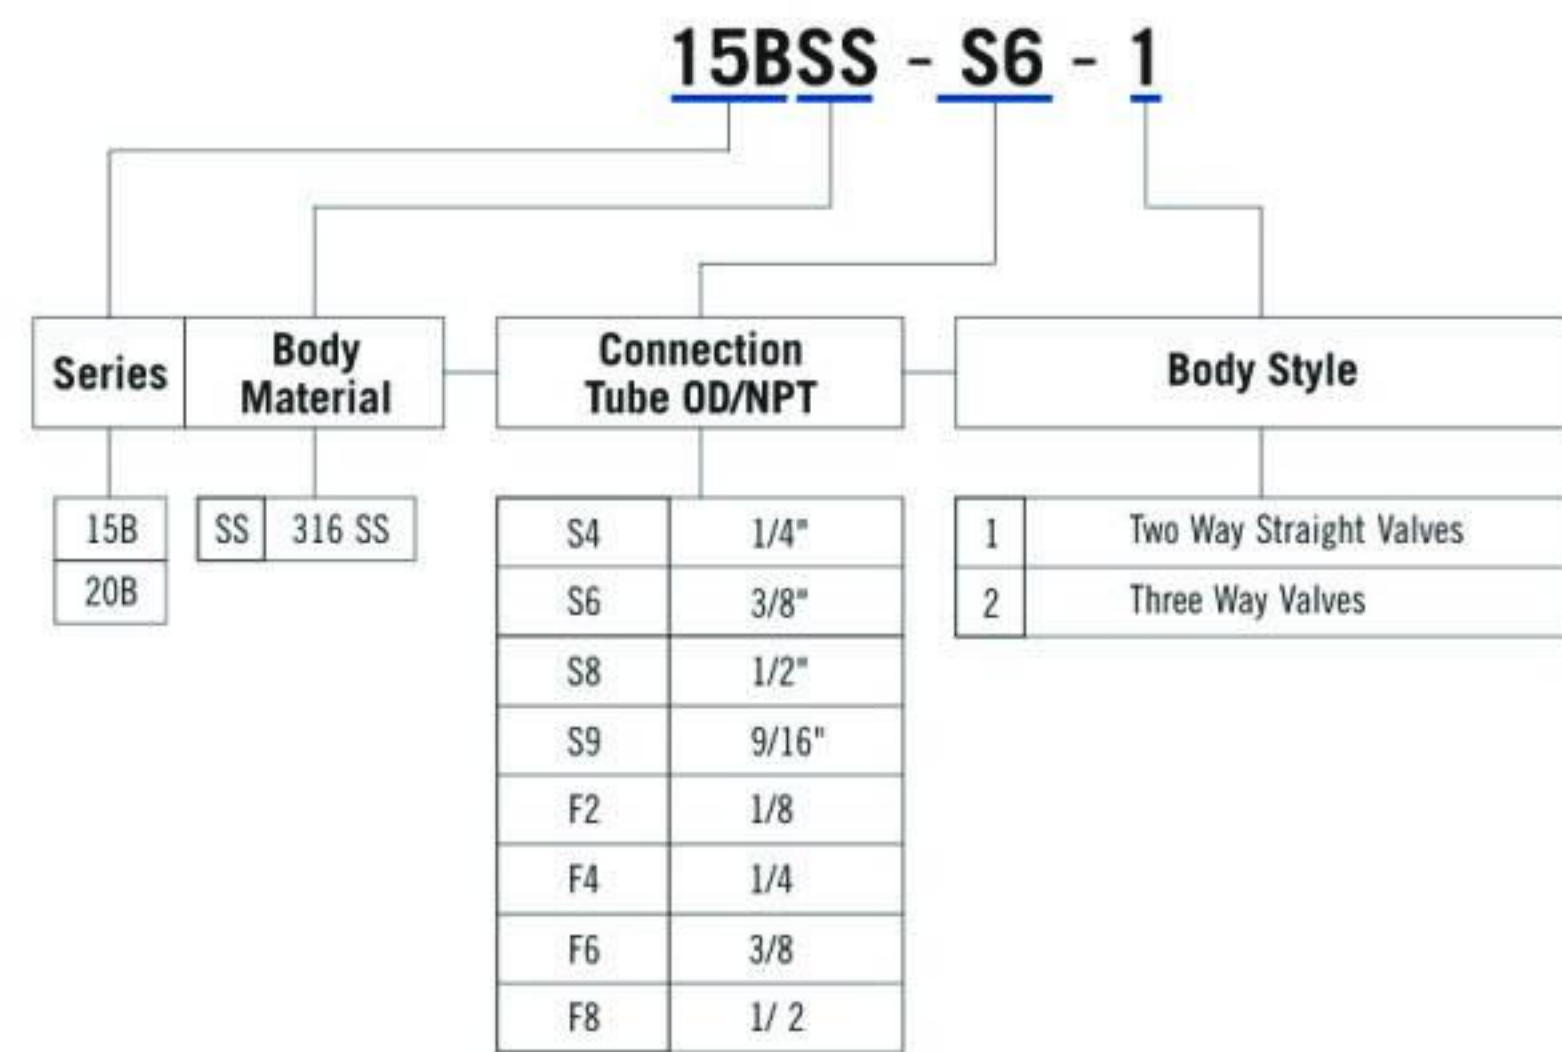 15BSS - S6 - 1
Series
Body
Material
Connection
Tube OD/NPT
Body Style
15B
20B
SS 316 SS
S4 1/4"
S6 3/8"
S8 1/2"
S9 9/16"
F2 1/8
F4 1/4
F6 3/8
F8 1/ 2
1 Two Way Straight Valves
2 Three Way Valves